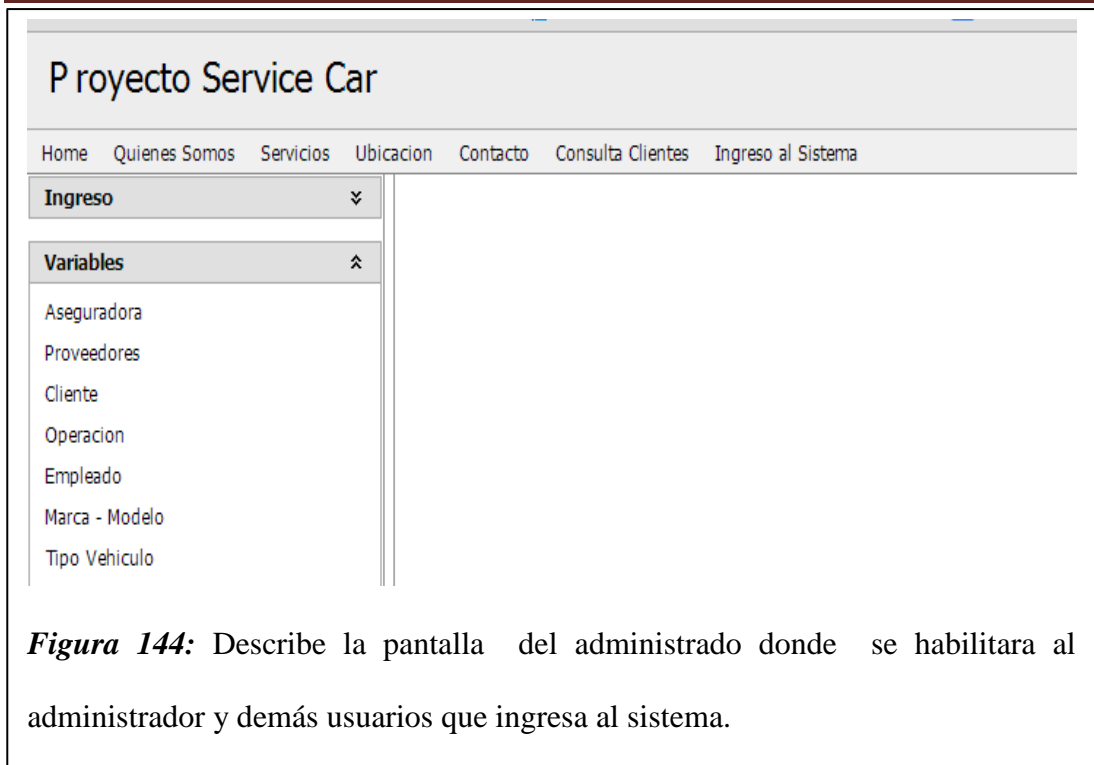 Proyecto Service Car
Home Quienes Somos Servicios Ubicacion Contacto Consulta Clientes Ingreso al Sistema
Ingreso
Variables
Aseguradora
Proveedores
Cliente
Operacion
Empleado
Marca - Modelo
Tipo Vehiculo
Figura 144: Describe la pantalla del administrado donde se habilitara al
administrador y demás usuarios que ingresa al sistema.